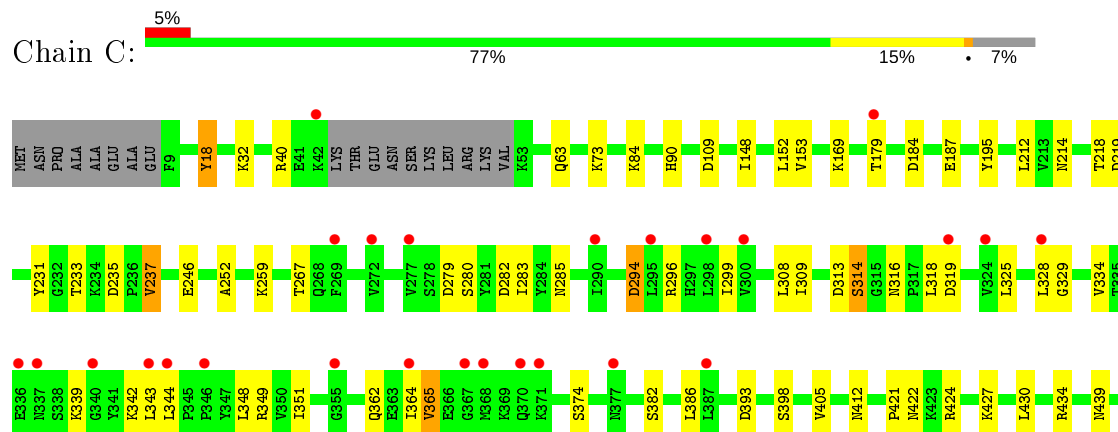 5%
Chain C:
77% 15% • 7%
MET ASN PRO ALA ALA GLU ALA GLU F9 Y18 K32 R40 E41 K42 LYS THR GLU ASN SER LYS LEU ARG LYS VAL K53 Q63 K73 K84 H90 D109 I148 L152 V153 K169 T179 D184 E187 Y195 L212 V213 N214 T218 D219
Y231 G232 T233 K234 D235 P236 V237 E246 A252 K259 T267 Q268 F269 V272 V277 S278 D279 S280 Y281 D282 I283 Y284 N285 I290 D294 L295 R296 H297 L298 I299 V300 L308 I309 D313 S314 G315 N316 P317 L318 D319 V324 L325 L328 G329 V334 T335
E336 N337 S338 K339 G340 Y341 K342 L343 I344 P345 P346 Y347 L348 R349 V350 I351 G355 Q362 E363 I364 V365 E366 G367 M368 K369 Q370 K371 S374 N377 S382 L386 L387 D393 S398 V405 N412 P421 N422 K423 R424 K427 L430 R434 N439